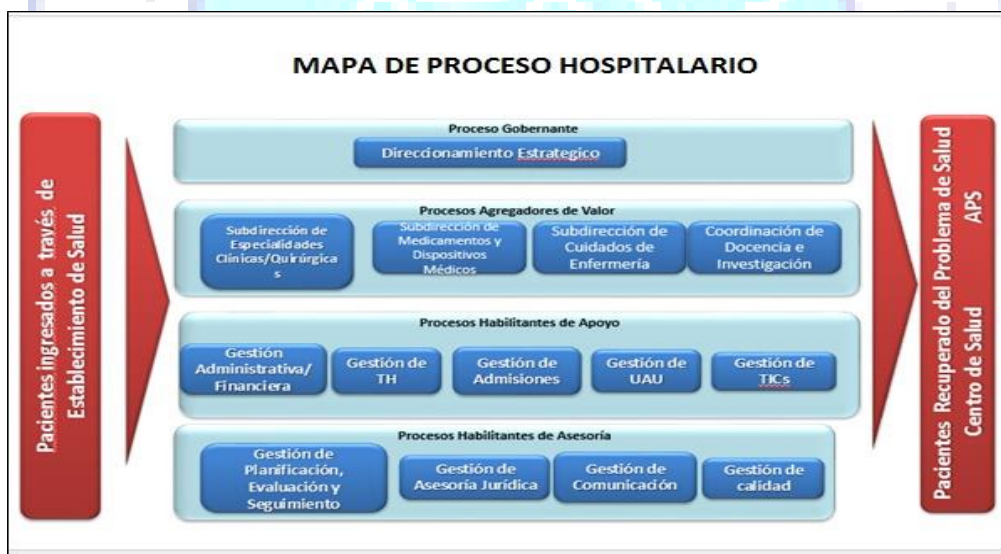 MAPA DE PROCESO HOSPITALARIO
Pacientes ingresados a través de
Establecimiento de Salud
Proceso Gobernante
Direccionamiento Estrategico
Procesos Agregadores de Valor
Subdirección de
Especialidades
Clínicas/Quirúrgica
s
Subdirección de
Medicamentos y
Dispositivos
Médicos
Subdirección de
Cuidados de
Enfermería
Coordinación de
Docencia e
Investigación
Procesos Habilitantes de Apoyo
Gestión
Administrativa/
Financiera
Gestión de
TH
Gestión de
Admisiones
Gestión de
UAU
Gestión de
TICs
Procesos Habilitantes de Asesoría
Gestión de
Planificación,
Evaluación y
Seguimiento
Gestión de
Asesoría Jurídica
Gestión de
Comunicación
Gestión de
calidad
Pacientes Recuperado del Problema de Salud
Centro de Salud APS